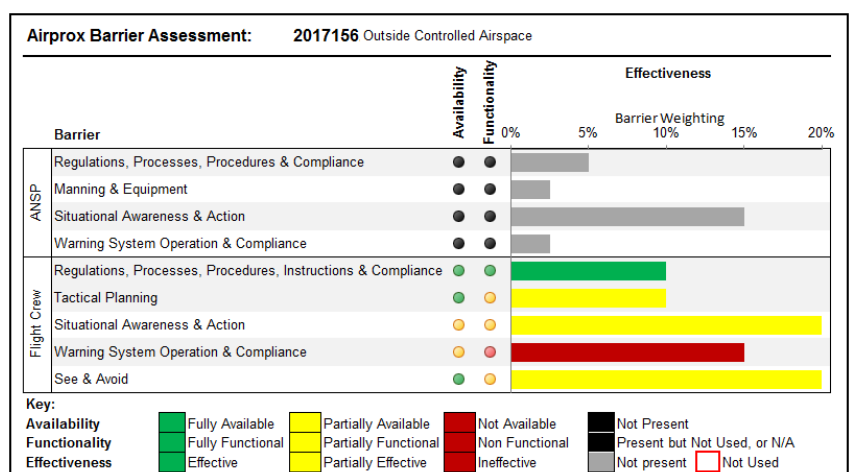 Airprox Barrier Assessment: 2017156 Outside Controlled Airspace
Barrier
Availability
Functionality
Effectiveness
Barrier Weighting
0% 5% 10% 15% 20%
ANSP
Regulations, Processes, Procedures & Compliance
Manning & Equipment
Situational Awareness & Action
Warning System Operation & Compliance
Flight Crew
Regulations, Processes, Procedures, Instructions & Compliance
Tactical Planning
Situational Awareness & Action
Warning System Operation & Compliance
See & Avoid
Key:
Availability Fully Available Partially Available Not Available Not Present
Functionality Fully Functional Partially Functional Non Functional Present but Not Used, or N/A
Effectiveness Effective Partially Effective Ineffective Not present Not Used